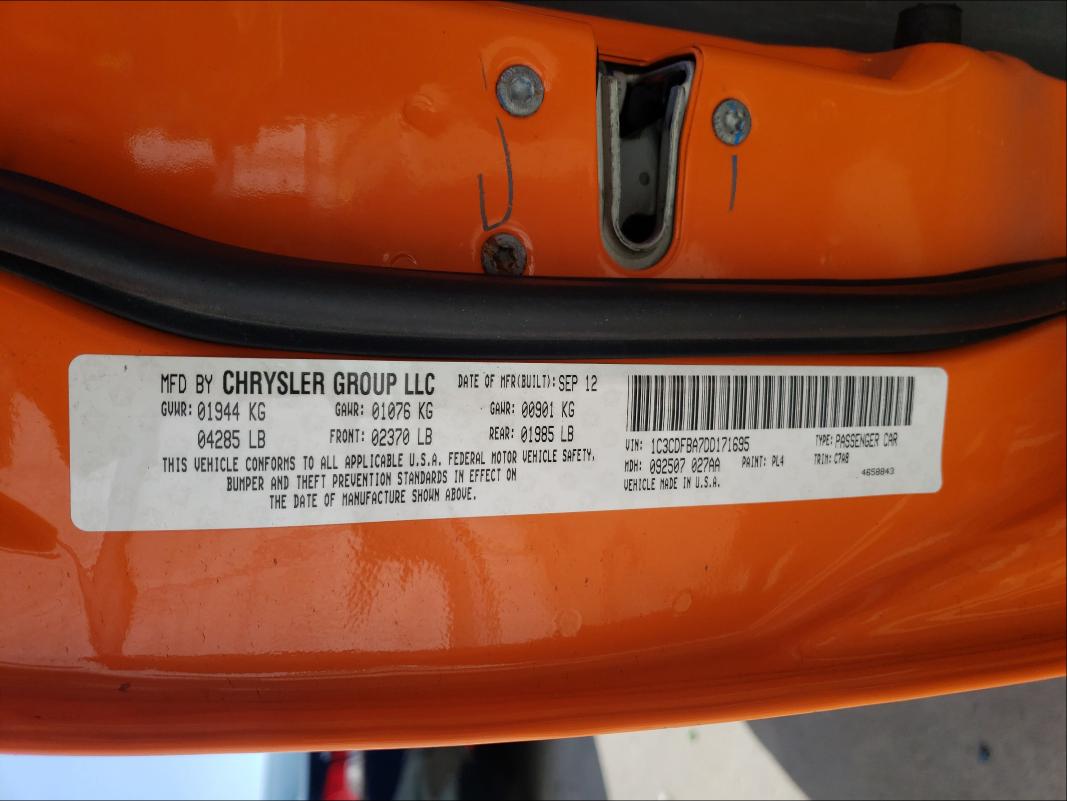 MFD BY CHRYSLER GROUP LLC DATE OF MFR(BUILT): SEP 12
GVWR: 01944 KG GAWR: 01076 KG GAWR: 00901 KG
04285 LB FRONT: 02370 LB REAR: 01985 LB
THIS VEHICLE CONFORMS TO ALL APPLICABLE U.S.A. FEDERAL MOTOR VEHICLE SAFETY,
BUMPER AND THEFT PREVENTION STANDARDS IN EFFECT ON
THE DATE OF MANUFACTURE SHOWN ABOVE.
VIN: 1C3CDFBA7DD171695 TYPE: PASSENGER CAR
MDH: 092507 027AA PAINT: PL4 TRIM: C7A8
VEHICLE MADE IN U.S.A. 4658843